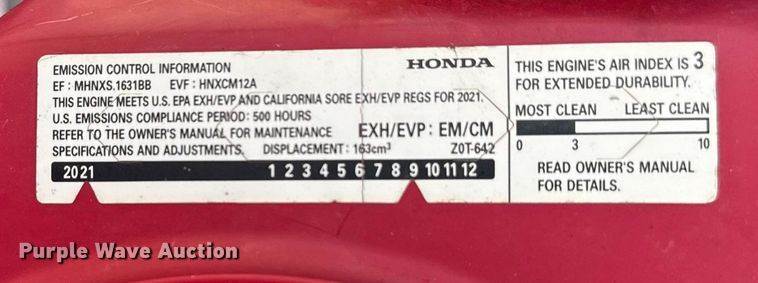 EMISSION CONTROL INFORMATION
HONDA
EF : MHNXS.1631BB EVF : HNXCM12A
THIS ENGINE MEETS U.S. EPA EXH/EVP AND CALIFORNIA SORE EXH/EVP REGS FOR 2021.
U.S. EMISSIONS COMPLIANCE PERIOD: 500 HOURS
REFER TO THE OWNER'S MANUAL FOR MAINTENANCE EXH/EVP : EM/CM
SPECIFICATIONS AND ADJUSTMENTS. DISPLACEMENT : 163cm³ Z0T-642
2021 1 2 3 4 5 6 7 8 9 10 11 12
THIS ENGINE'S AIR INDEX IS 3
FOR EXTENDED DURABILITY.
MOST CLEAN LEAST CLEAN
0 3 10
READ OWNER'S MANUAL
FOR DETAILS.
Purple Wave Auction